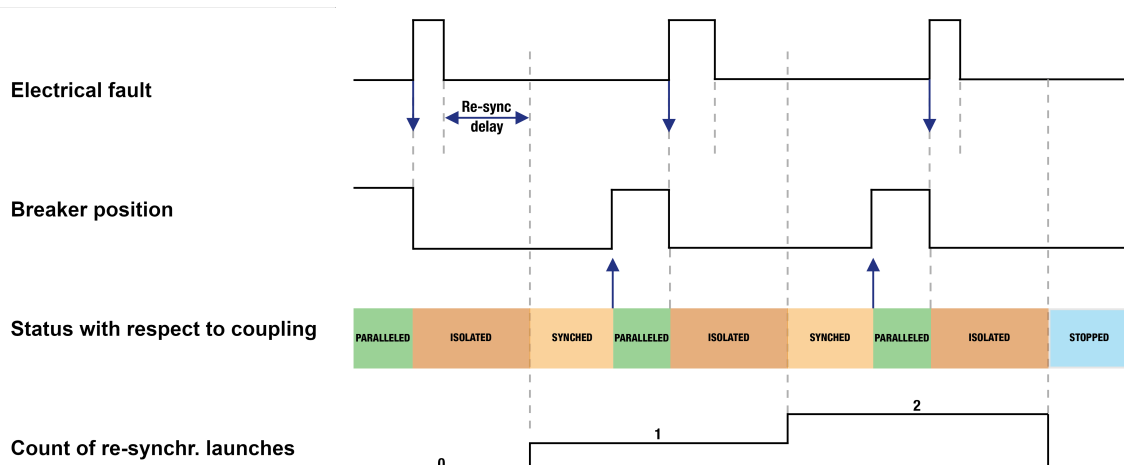 Electrical fault
Re-sync
delay
Breaker position
Status with respect to coupling
PARALLELED ISOLATED SYNCHED PARALLELED ISOLATED SYNCHED PARALLELED ISOLATED STOPPED
2
1
Count of re-synchr. launches
0